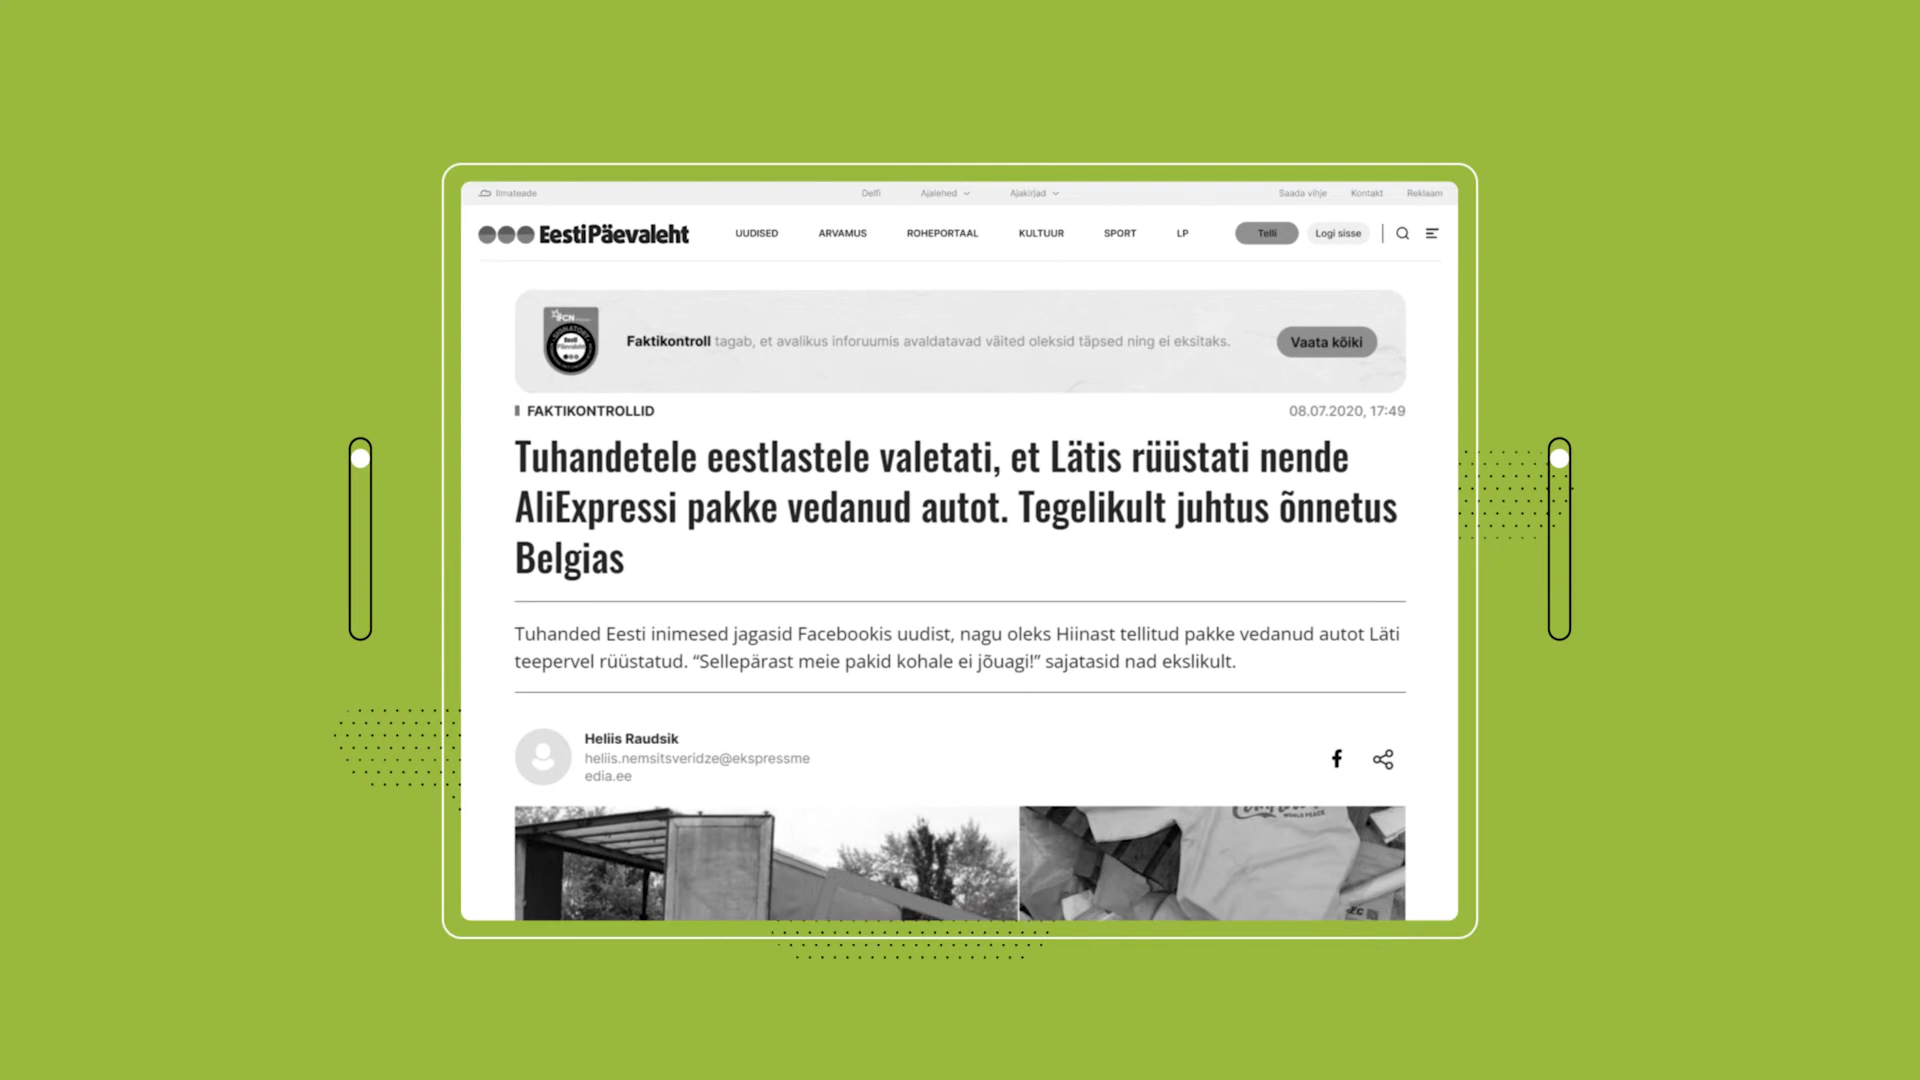 Ilmateade Delfi Ajalehed Ajakirjad Saada vihje Kontakt Reklaam
Eesti Päevaleht UUDISED ARVAMUS ROHEPORTAAL KULTUUR SPORT LP Telli Logi sisse
Faktikontroll tagab, et avalikus inforuumis avaldatavad väited oleksid täpsed ning ei eksitaks. Vaata kõiki
FAKTIKONTROLLID 08.07.2020, 17:49
Tuhandetele eestlastele valetati, et Lätis rüüstati nende
AliExpressi pakke vedanud autot. Tegelikult juhtus õnnetus
Belgias
Tuhanded Eesti inimesed jagasid Facebookis uudist, nagu oleks Hiinast tellitud pakke vedanud autot Läti
teepervel rüüstatud. “Sellepärast meie pakid kohale ei jõuagi!” sajatasid nad ekslikult.
Heliis Raudsik
heliis.nemsitsveridze@ekspressme
edia.ee
WORLD PEACE